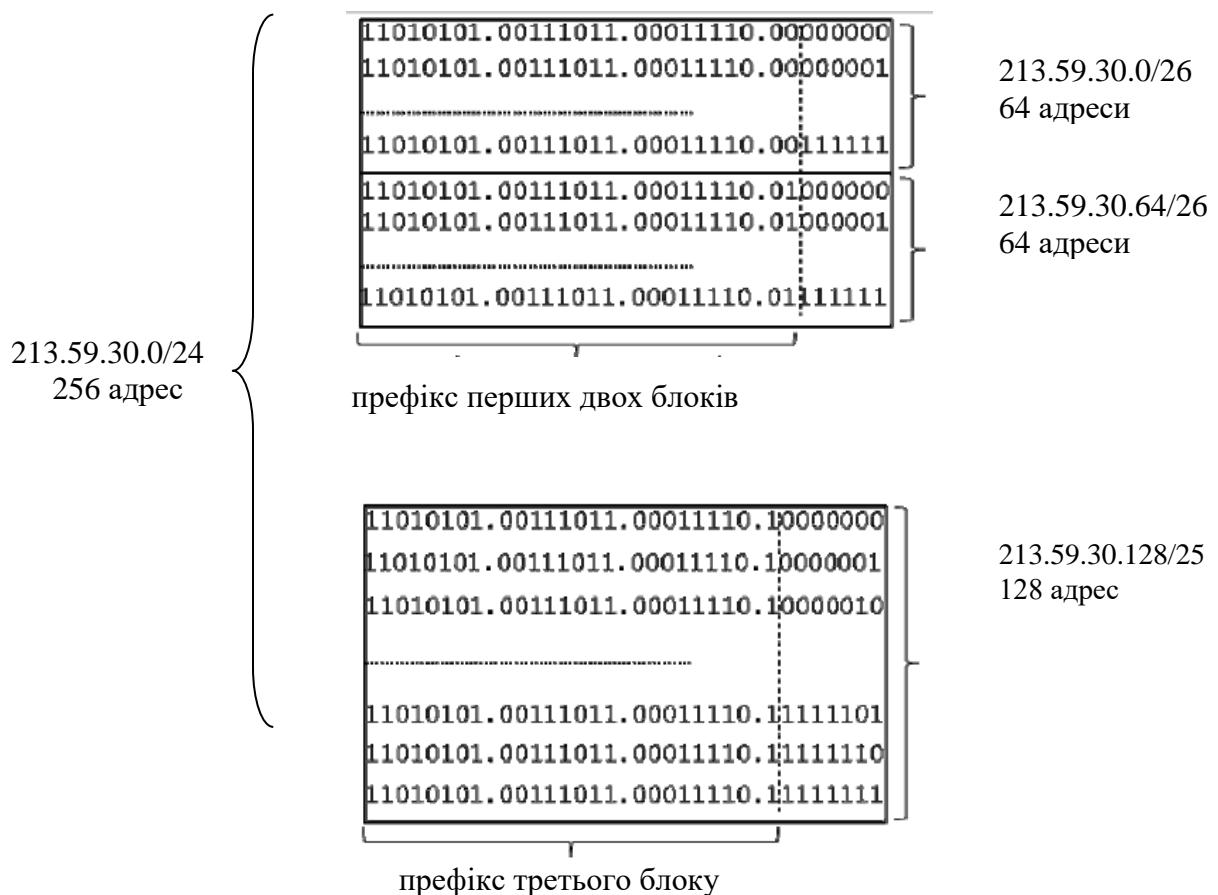 11010101.00111011.00011110.00000000
11010101.00111011.00011110.00000001
11010101.00111011.00011110.00111111
213.59.30.0/26
64 адреси
11010101.00111011.00011110.01000000
11010101.00111011.00011110.01000001
11010101.00111011.00011110.01111111
213.59.30.64/26
64 адреси
213.59.30.0/24
256 адрес
префікс перших двох блоків
11010101.00111011.00011110.10000000
11010101.00111011.00011110.10000001
11010101.00111011.00011110.10000010
11010101.00111011.00011110.11111101
11010101.00111011.00011110.11111110
11010101.00111011.00011110.11111111
213.59.30.128/25
128 адрес
префікс третього блоку